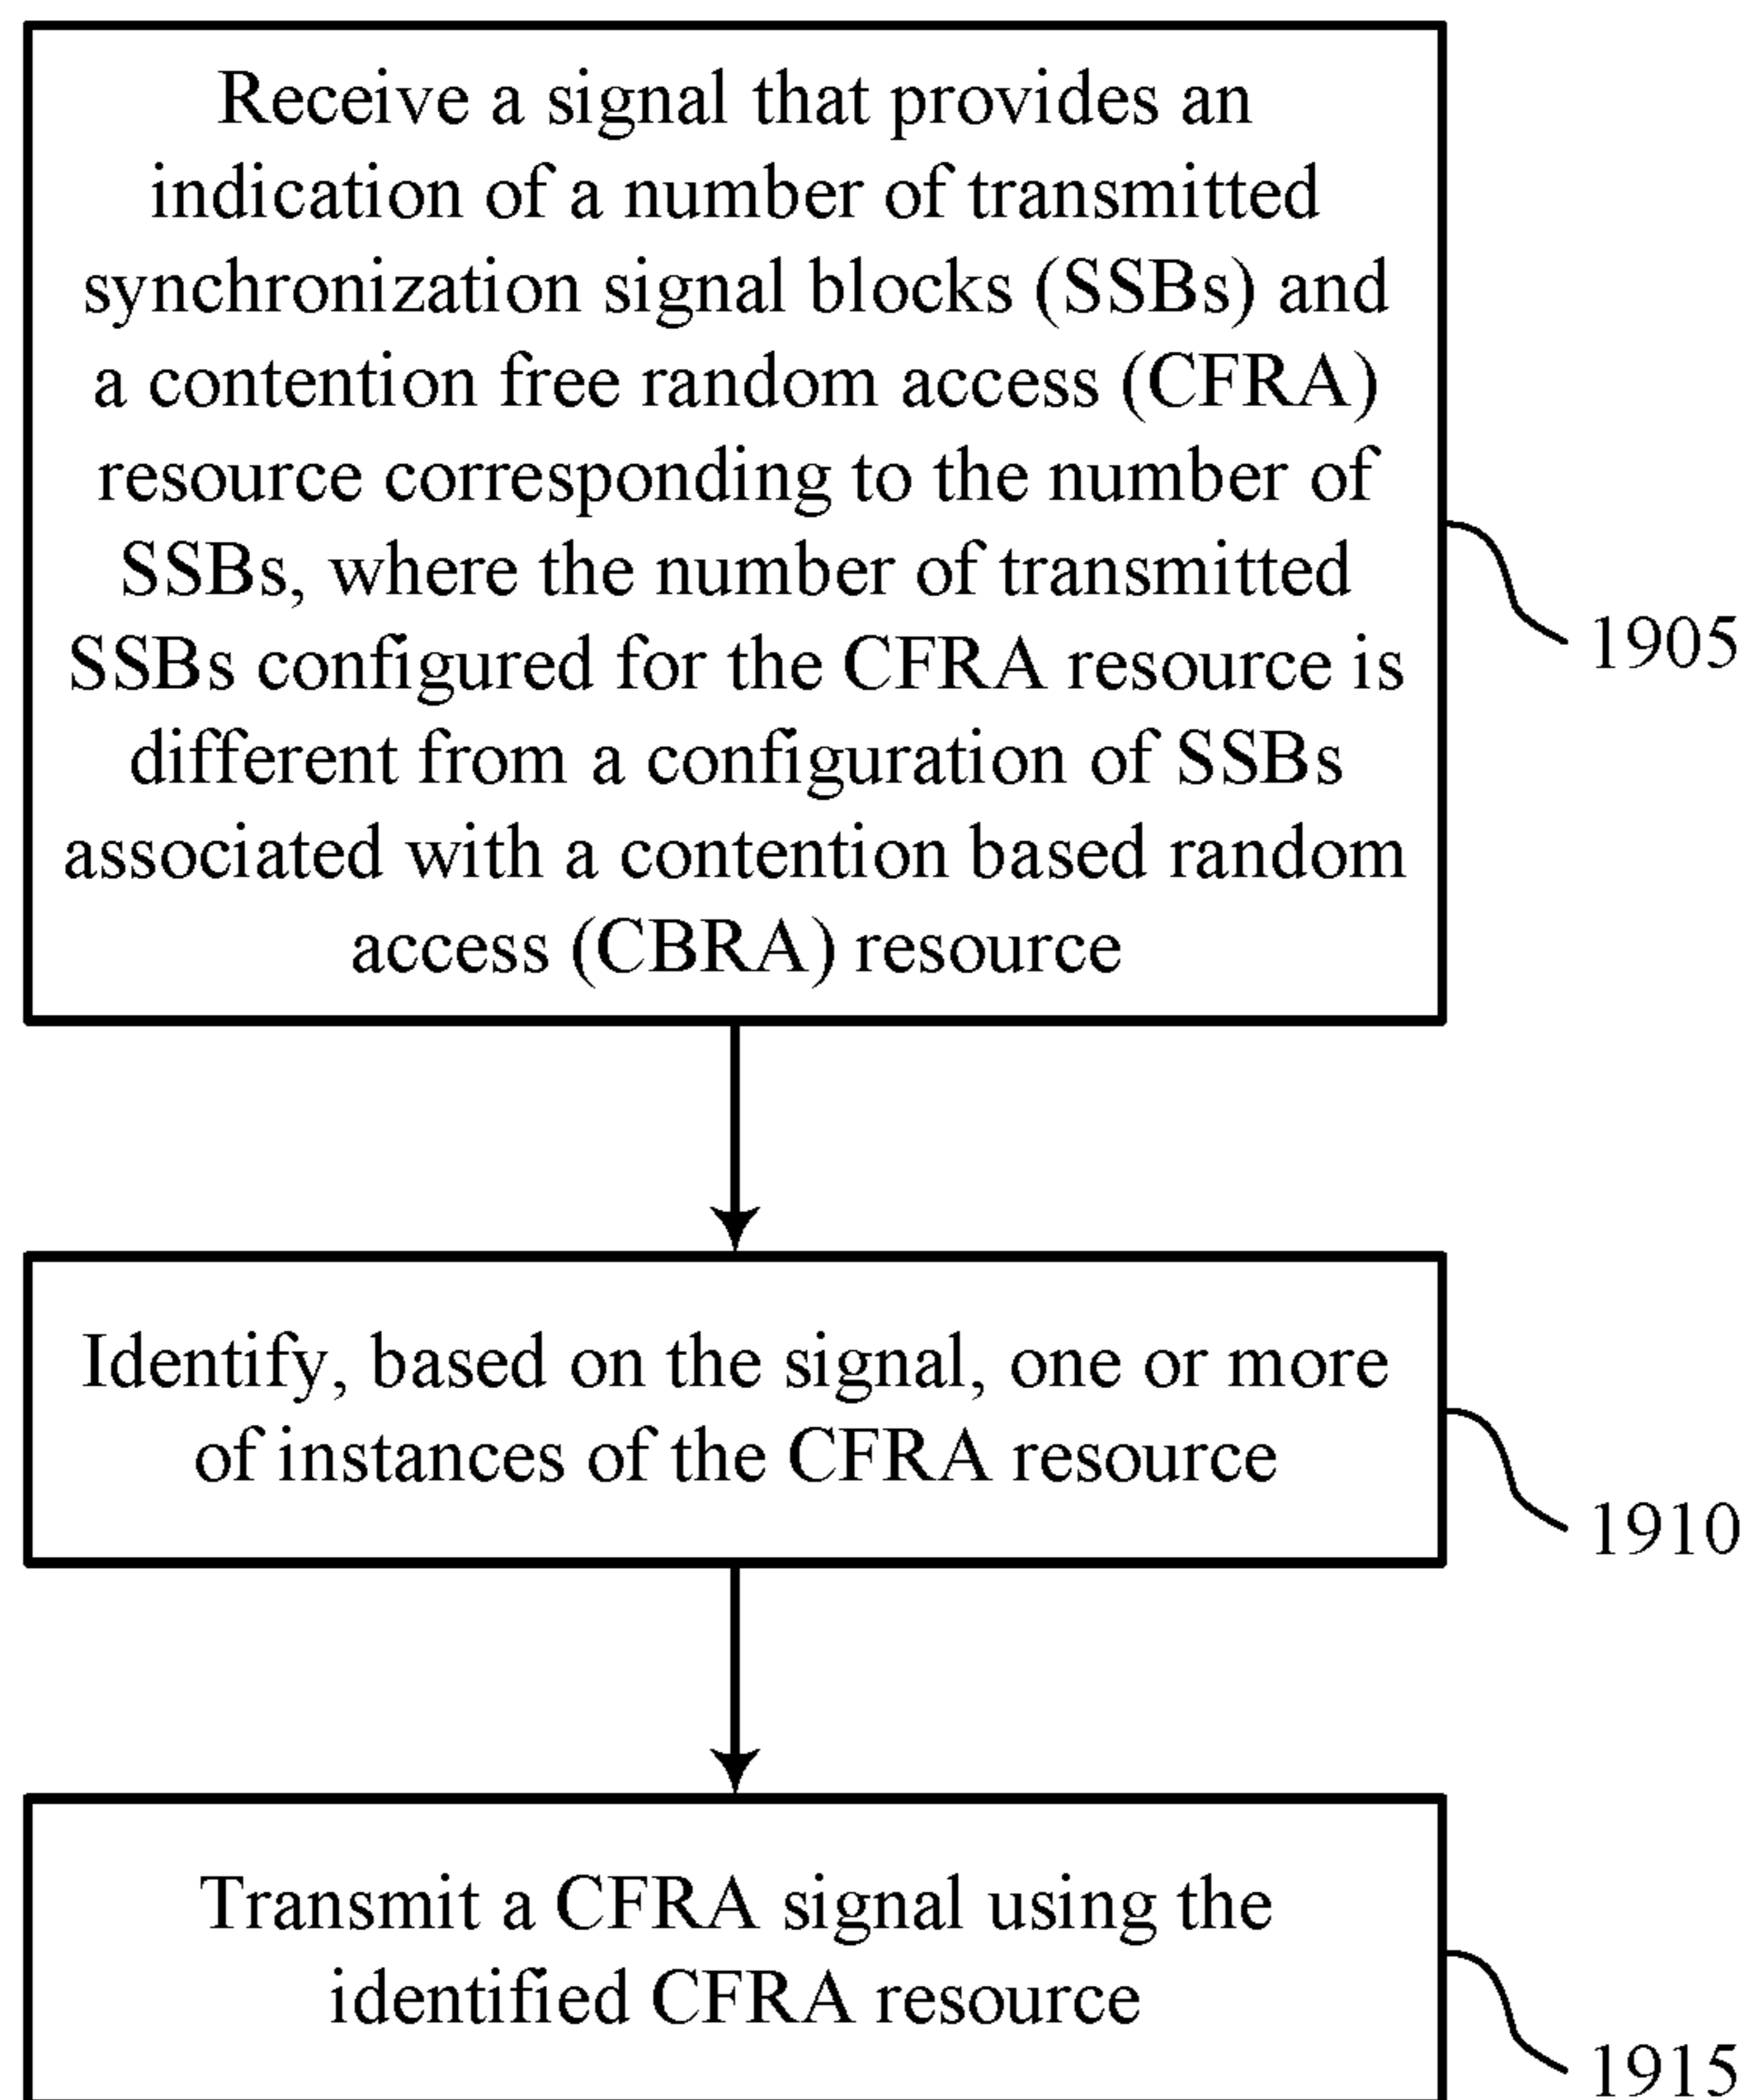 Receive a signal that provides an
indication of a number of transmitted
synchronization signal blocks (SSBs) and
a contention free random access (CFRA)
resource corresponding to the number of
SSBs, where the number of transmitted
SSBs configured for the CFRA resource is
different from a configuration of SSBs
associated with a contention based random
access (CBRA) resource
1905
Identify, based on the signal, one or more
of instances of the CFRA resource
1910
Transmit a CFRA signal using the
identified CFRA resource
1915